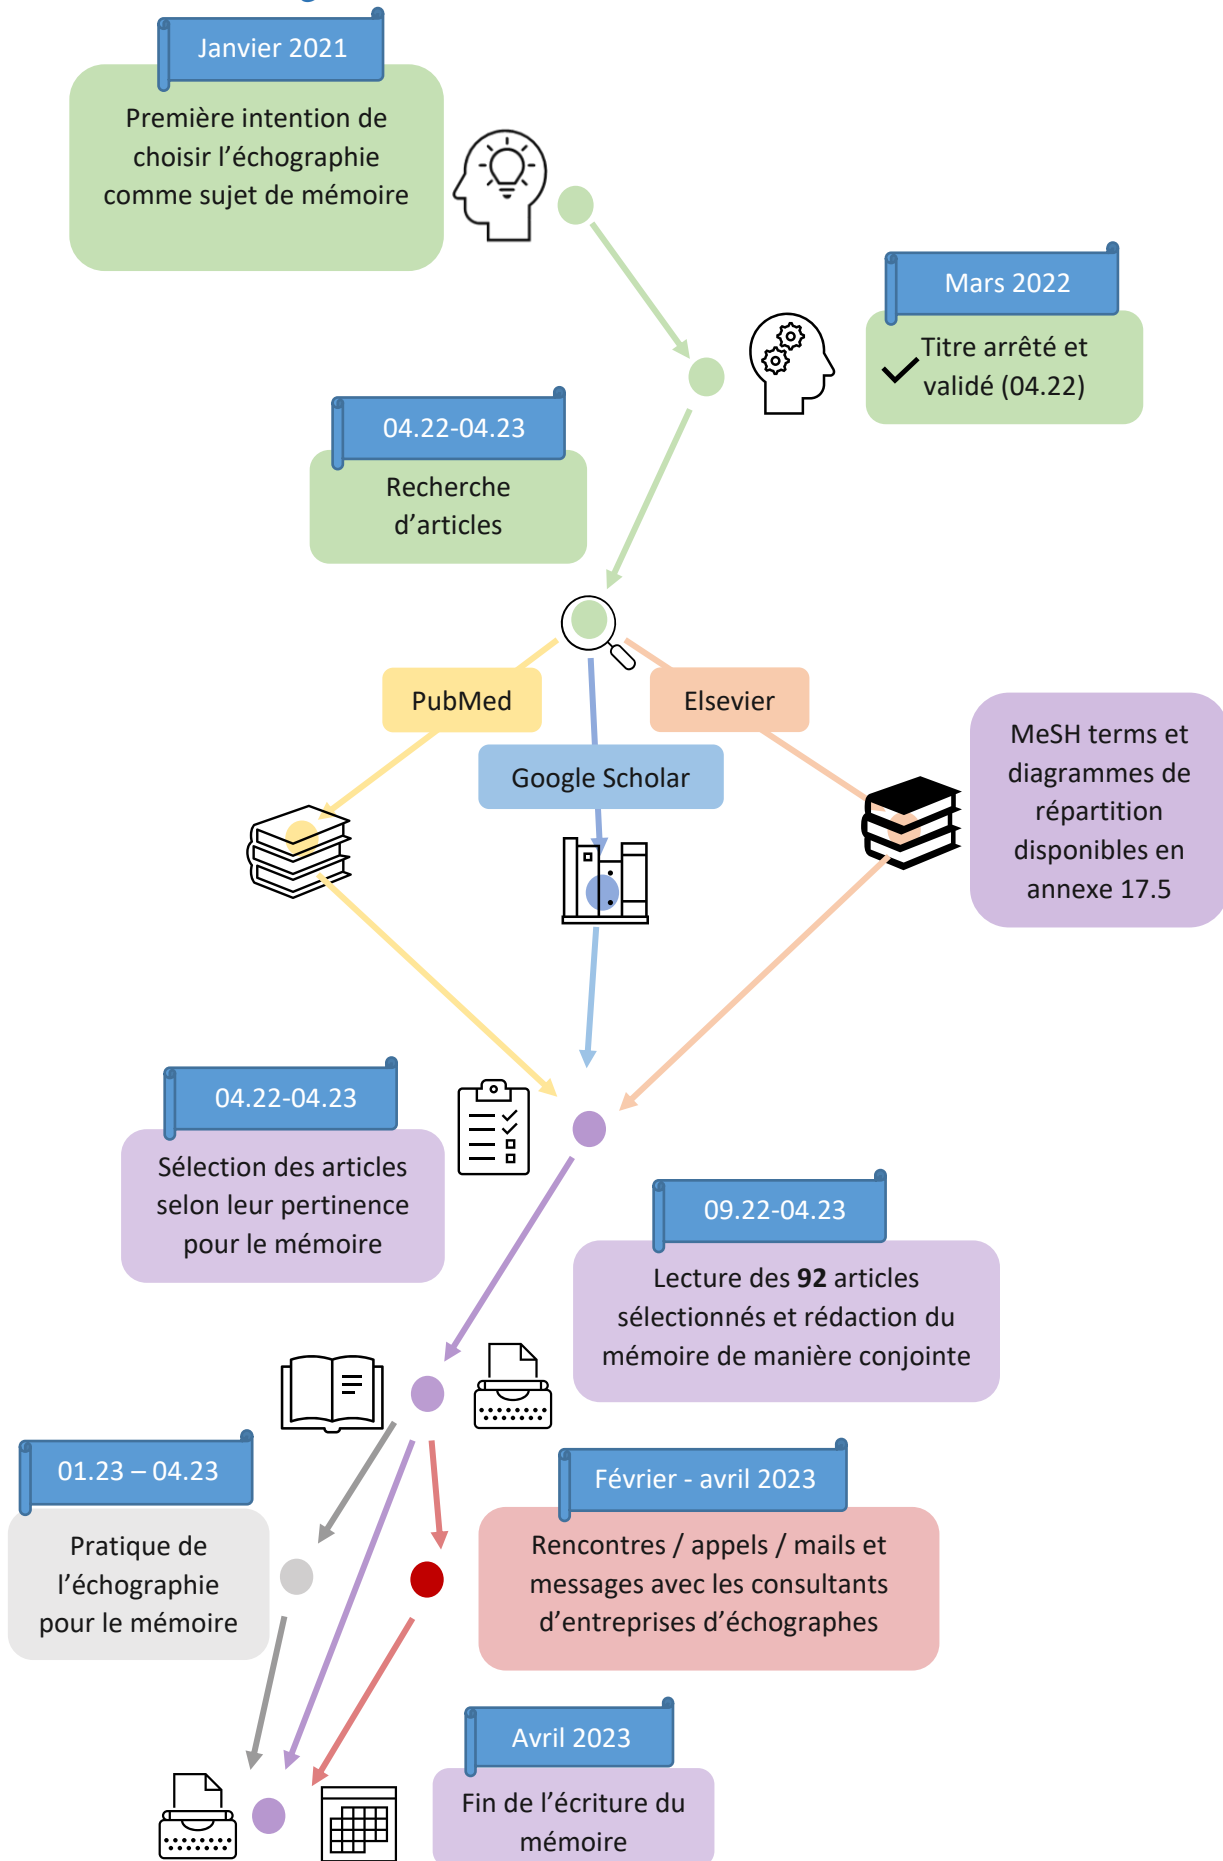 Janvier 2021
Première intention de
choisir l’échographie
comme sujet de mémoire
Mars 2022
Titre arrêté et
validé (04.22)
04.22-04.23
Recherche
d’articles
PubMed
Elsevier
Google Scholar
MeSH terms et
diagrammes de
répartition
disponibles en
annexe 17.5
04.22-04.23
Sélection des articles
selon leur pertinence
pour le mémoire
09.22-04.23
Lecture des 92 articles
sélectionnés et rédaction du
mémoire de manière conjointe
01.23 – 04.23
Pratique de
l’échographie
pour le mémoire
Février - avril 2023
Rencontres / appels / mails et
messages avec les consultants
d’entreprises d’échographes
Avril 2023
Fin de l’écriture du
mémoire